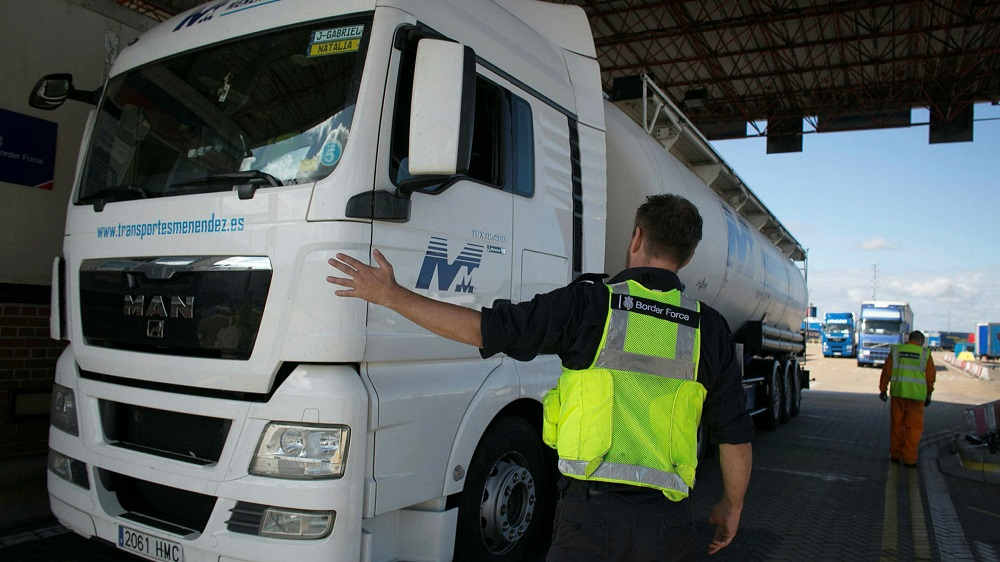 J-GABRIEL
NATALIA
Border Force
www.transportesmenendez.es
MAN
M
M
Border Force
2061 HMC